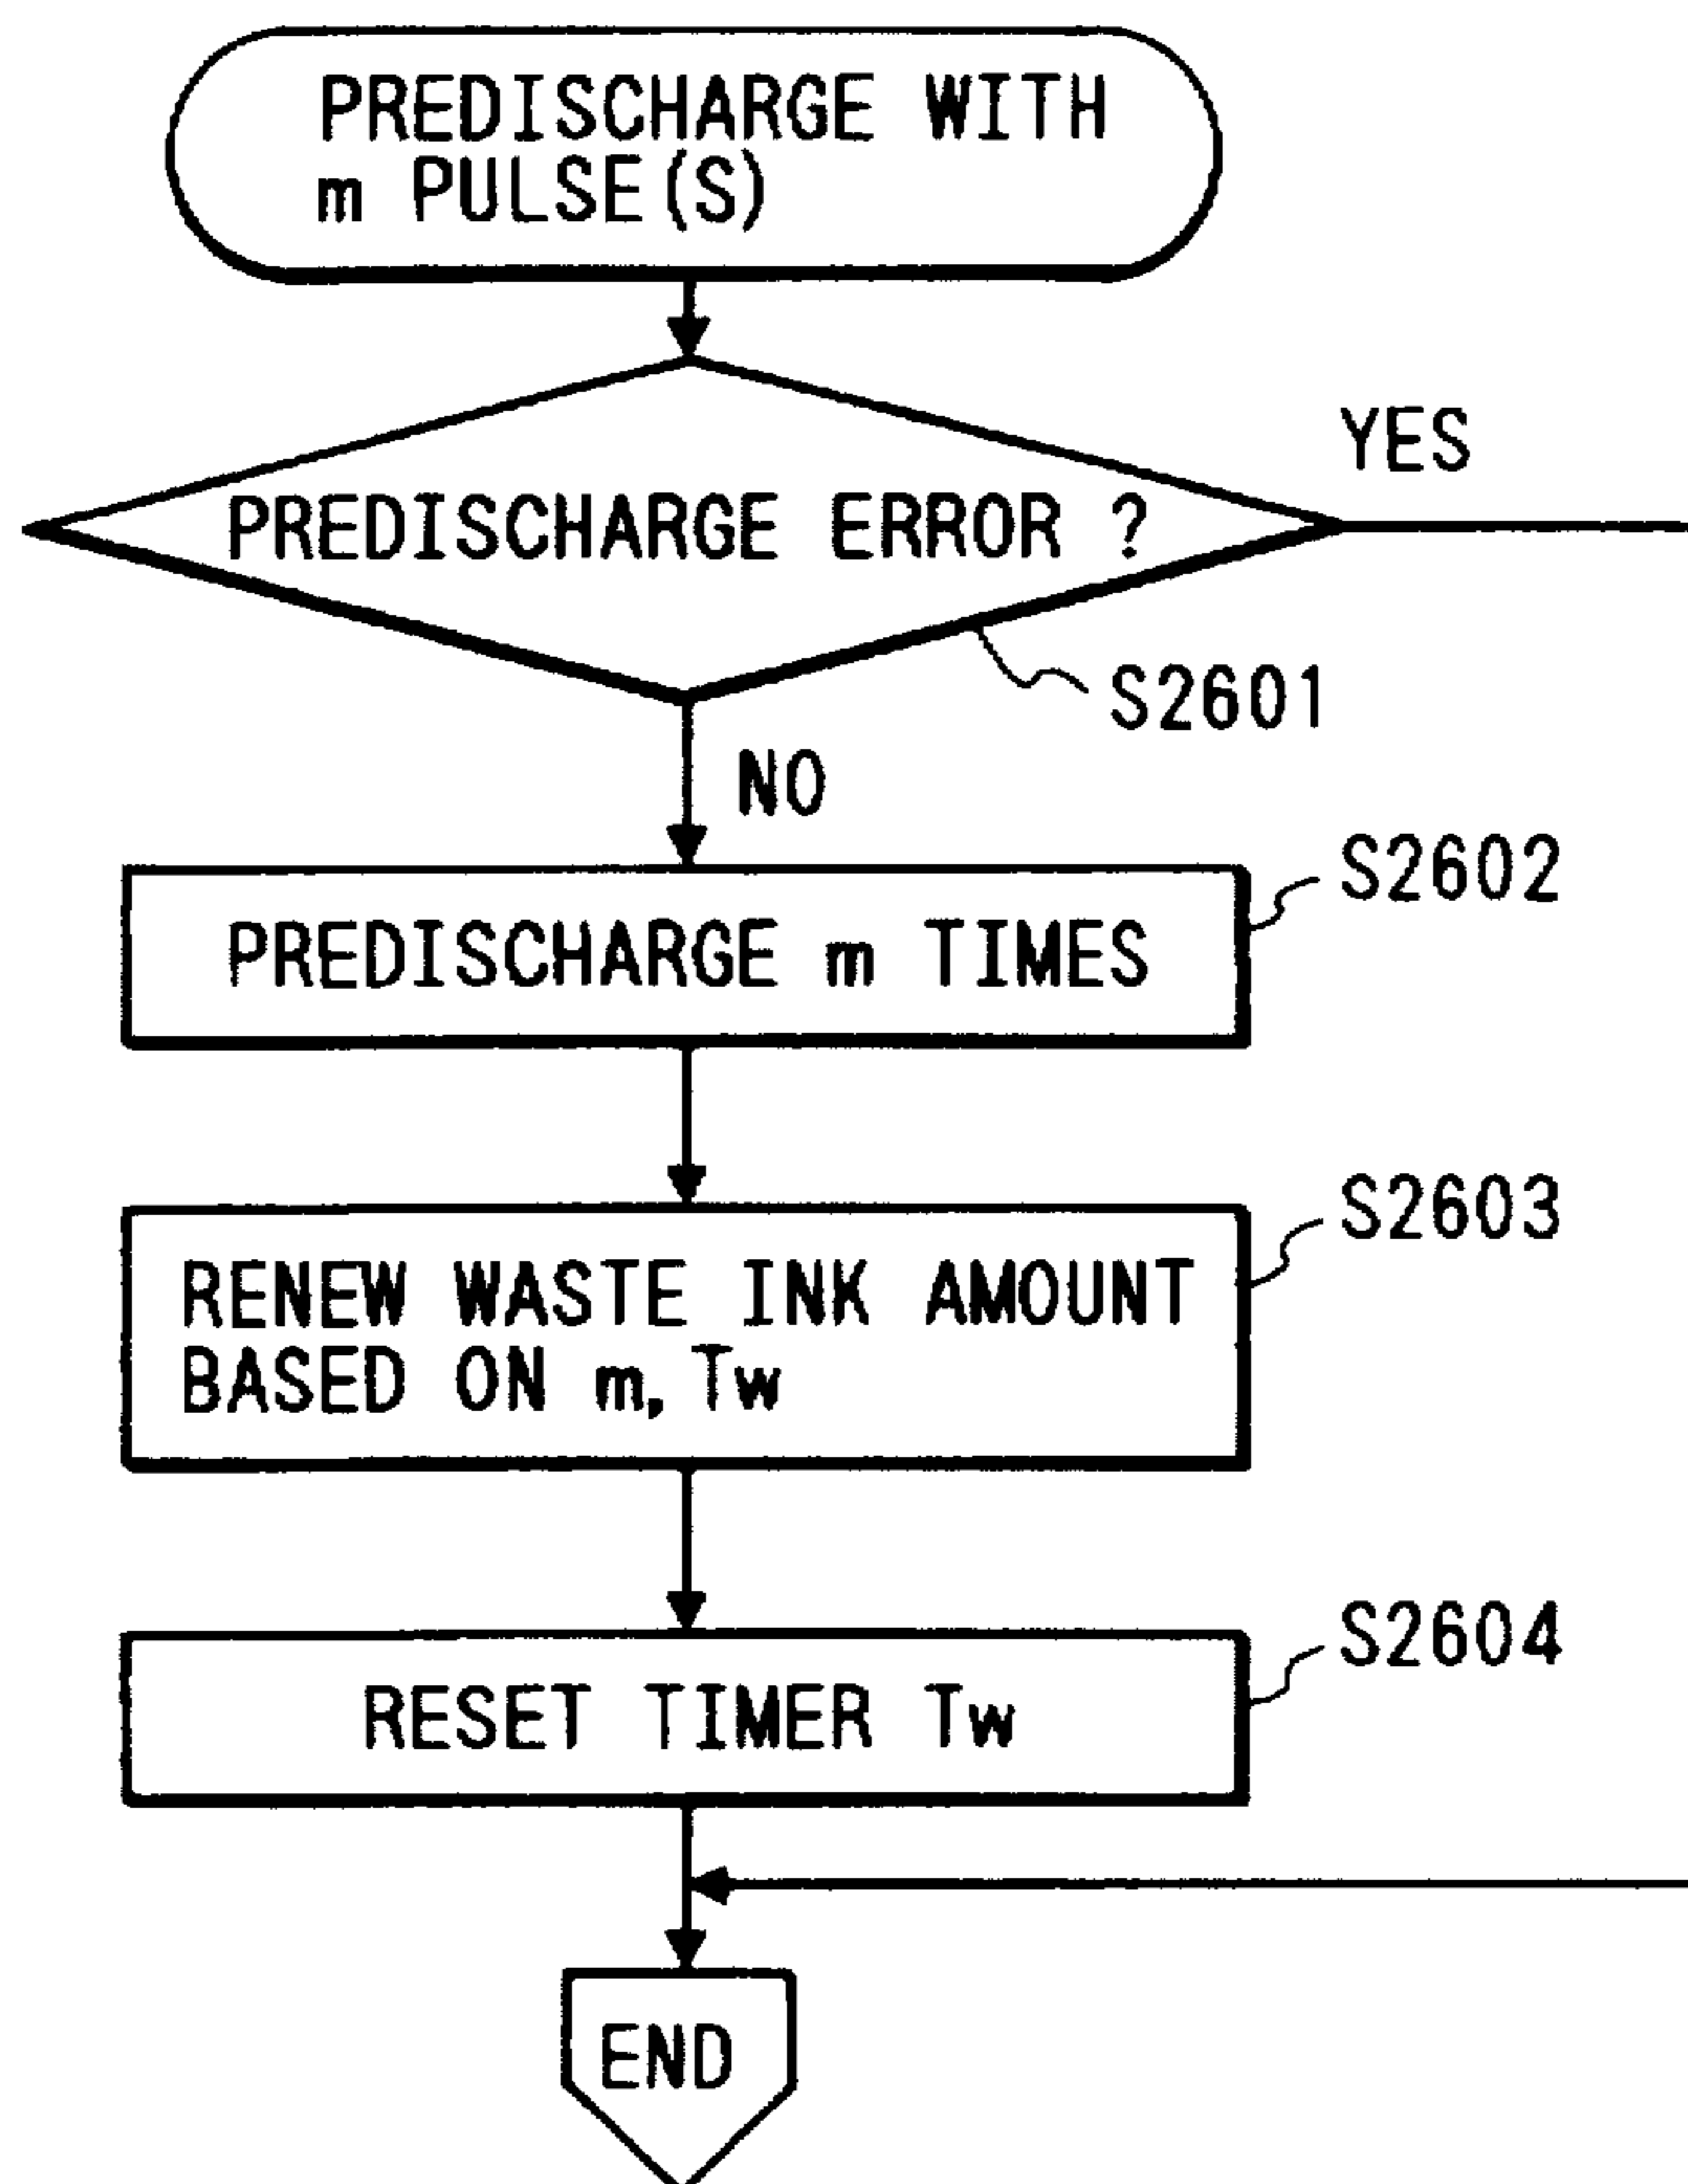 PREDISCHARGE WITH
m PULSE(S)
YES
PREDISCHARGE ERROR ?
S2601
NO
S2602
PREDISCHARGE m TIMES
S2603
RENEW WASTE INK AMOUNT
BASED ON m,Tw
S2604
RESET TIMER Tw
END